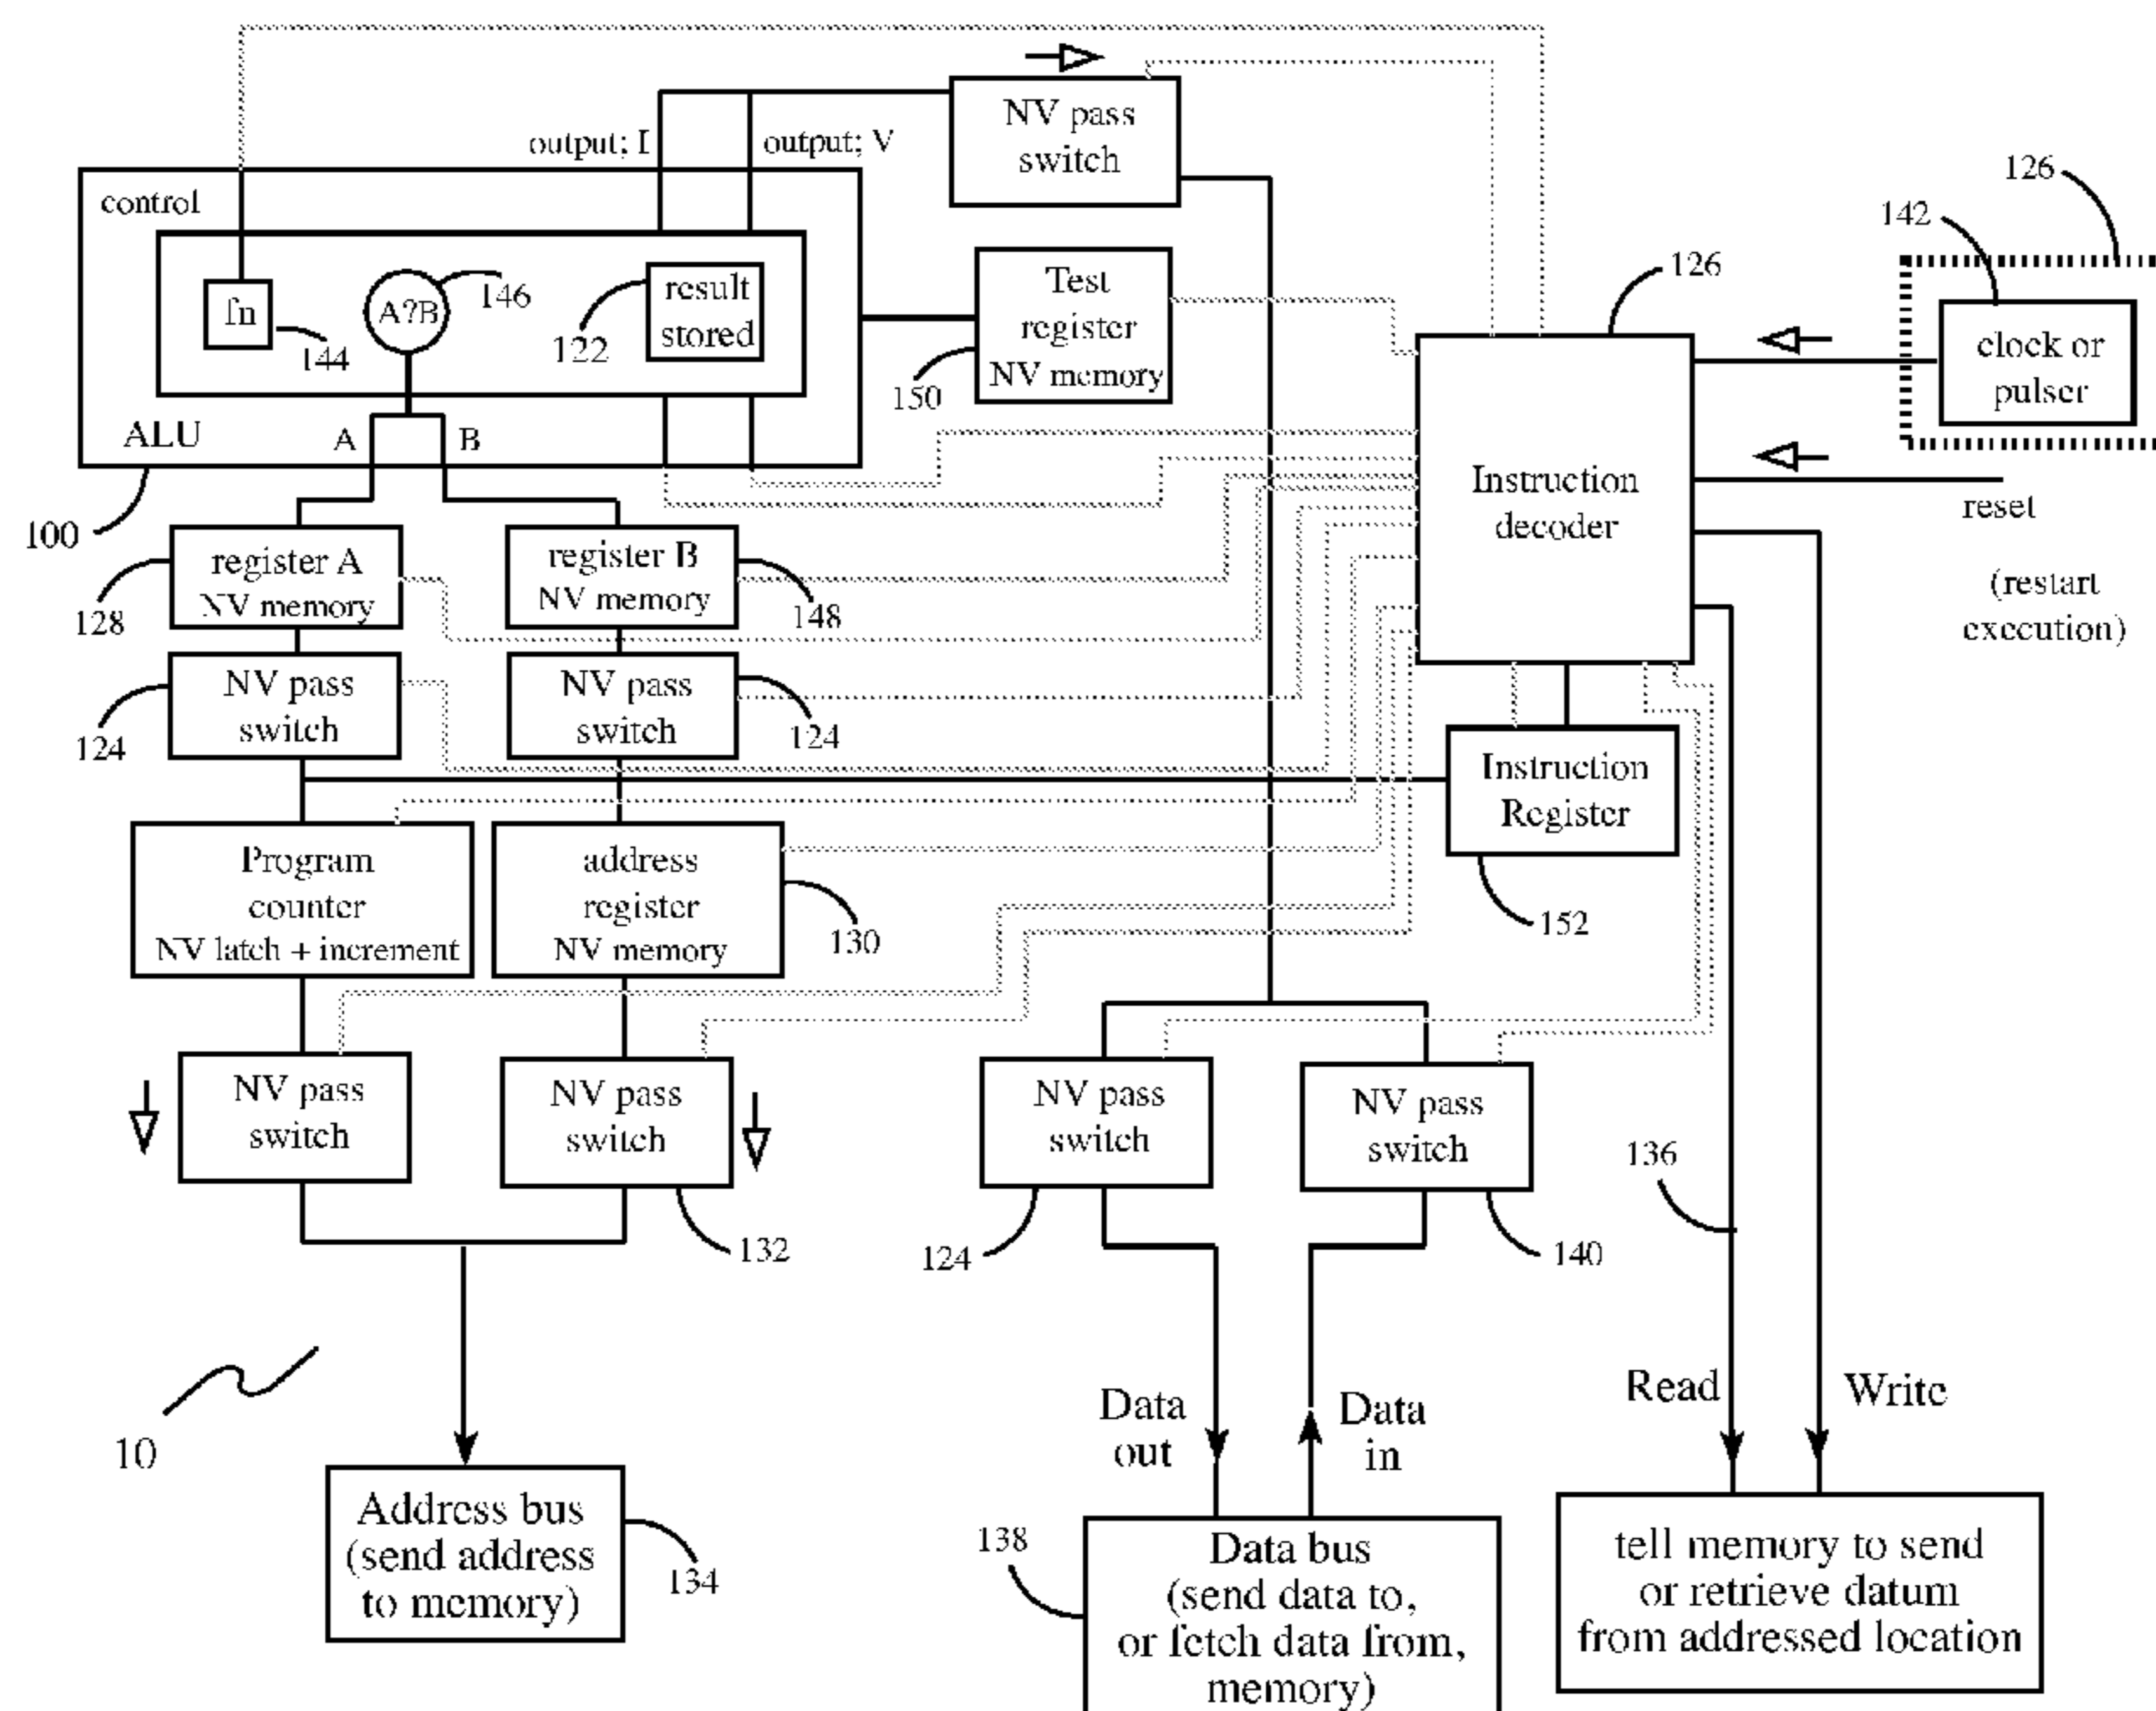 output; I
output; V
NV pass
switch
control
fn
144
A?B
146
122
result
stored
ALU
A
B
100
Test
register
NV memory
150
126
Instruction
decoder
126
142
clock or
pulser
reset
(restart
execution)
register A
NV memory
128
register B
NV memory
148
NV pass
switch
124
NV pass
switch
124
Instruction
Register
152
Program
counter
NV latch + increment
address
register
NV memory
130
NV pass
switch
NV pass
switch
132
NV pass
switch
124
NV pass
switch
140
136
10
Data
out
Data
in
Read
Write
Address bus
(send address
to memory)
134
138
Data bus
(send data to,
or fetch data from,
memory)
tell memory to send
or retrieve datum
from addressed location